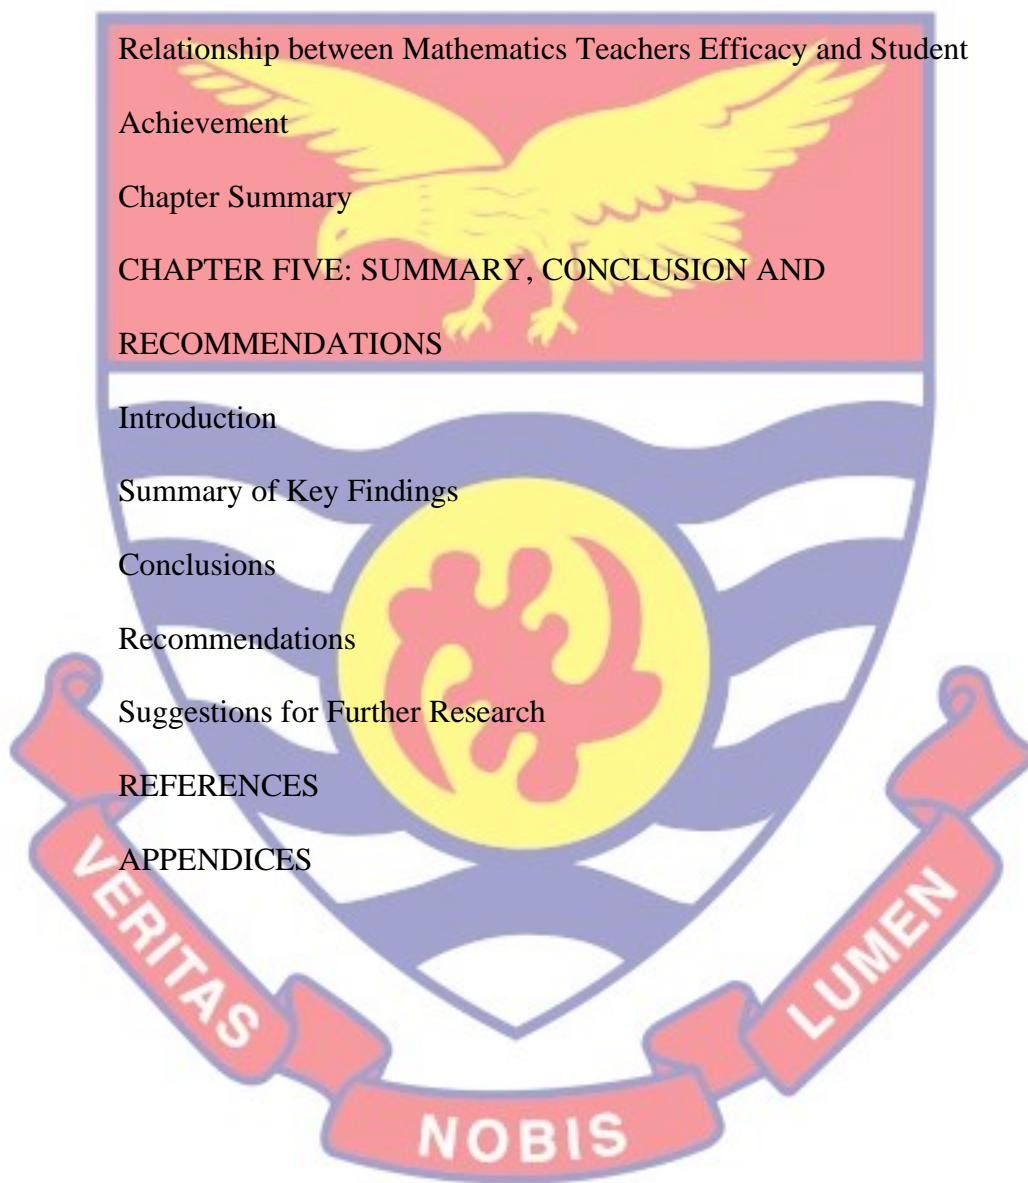 Relationship between Mathematics Teachers Efficacy and Student
Achievement
Chapter Summary
CHAPTER FIVE: SUMMARY, CONCLUSION AND
RECOMMENDATIONS
Introduction
Summary of Key Findings
Conclusions
Recommendations
Suggestions for Further Research
REFERENCES
APPENDICES
VERITAS
NOBIS
LUMEN